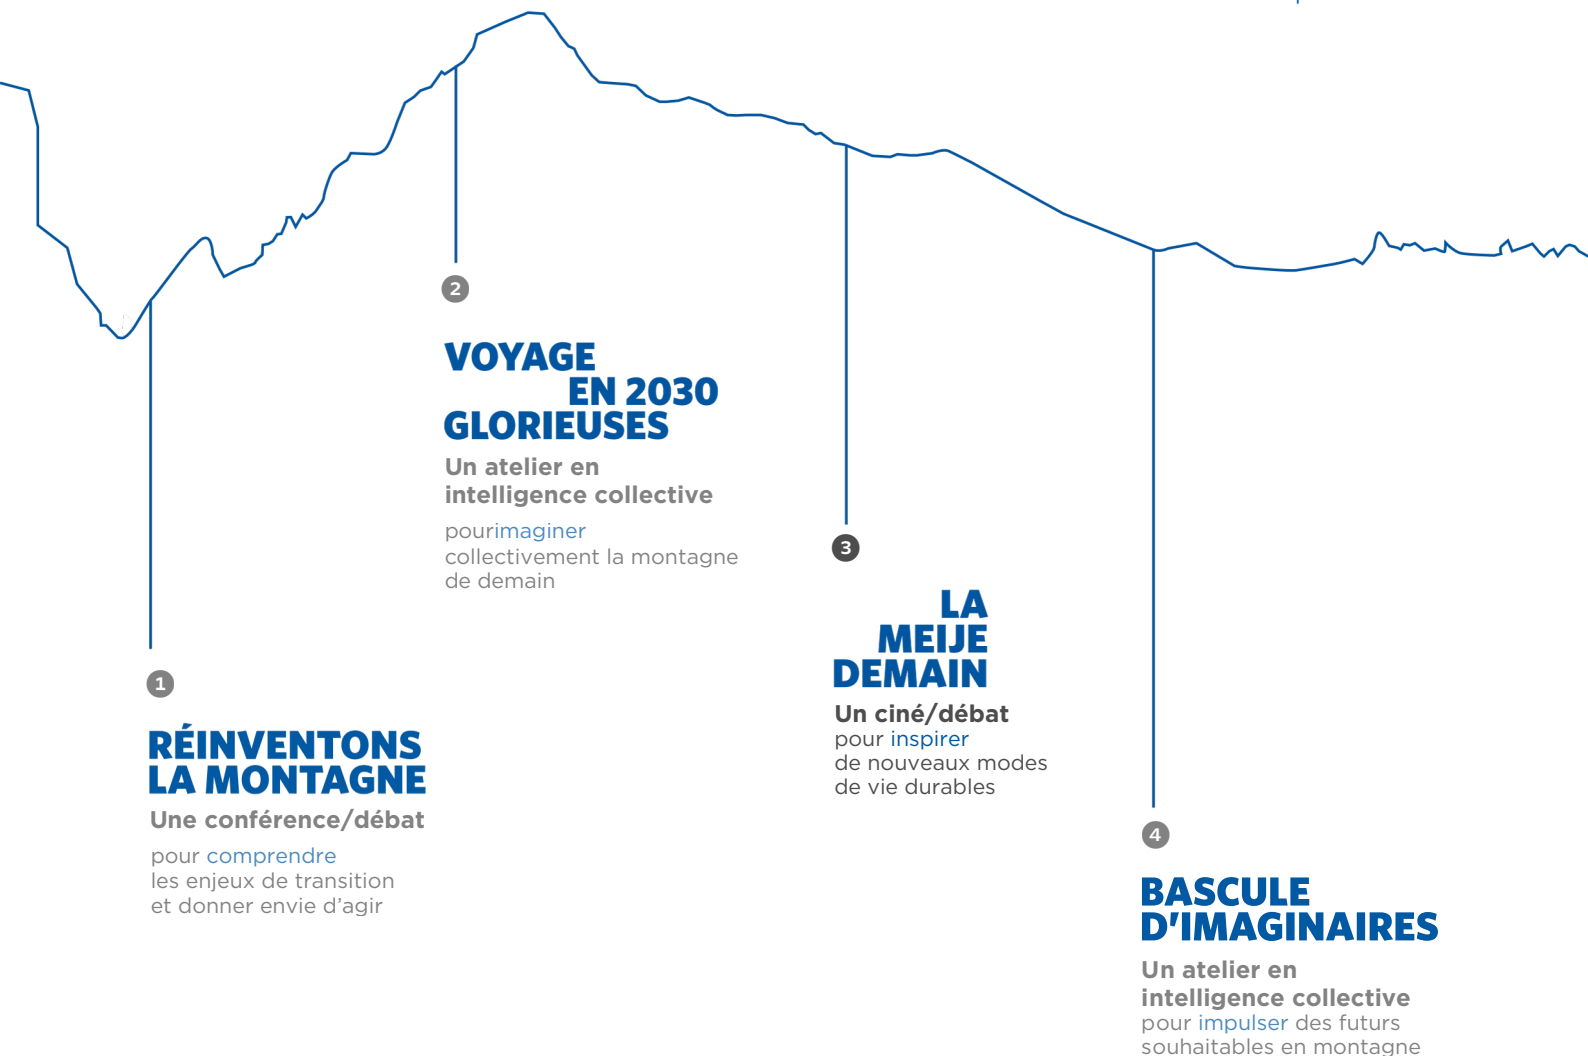 1
RÉINVENTONS
LA MONTAGNE
Une conférence/débat
pour comprendre
les enjeux de transition
et donner envie d’agir
2
VOYAGE
EN 2030
GLORIEUSES
Un atelier en
intelligence collective
pourimaginer
collectivement la montagne
de demain
3
LA
MEIJE
DEMAIN
Un ciné/débat
pour inspirer
de nouveaux modes
de vie durables
4
BASCULE
D'IMAGINAIRES
Un atelier en
intelligence collective
pour impulser des futurs
souhaitables en montagne